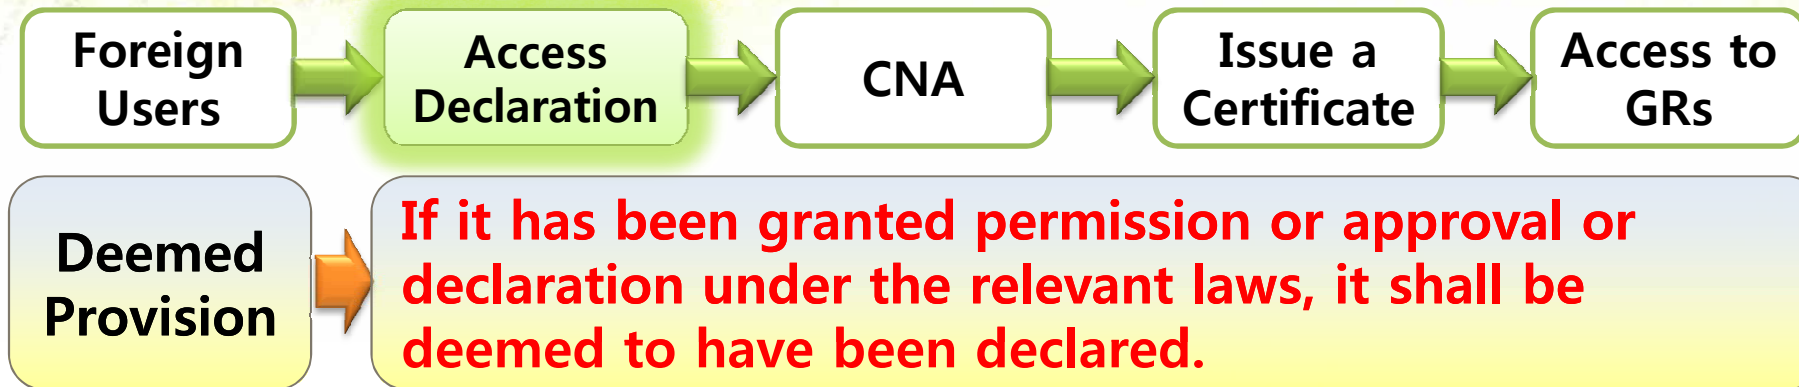 Foreign
Users
Access
Declaration
CNA
Issue a
Certificate
Access to
GRs
Deemed
Provision
If it has been granted permission or approval or
declaration under the relevant laws, it shall be
deemed to have been declared.